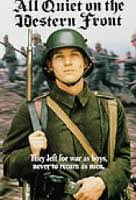 All Quiet on the
Western Front
They left for war as boys,
never to return as men.